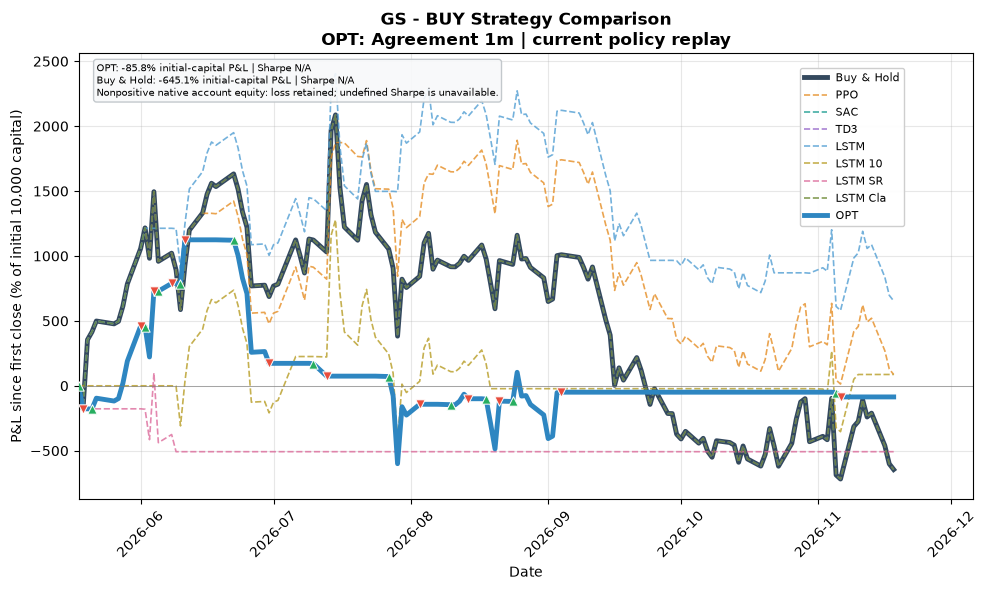 GS - BUY Strategy Comparison
OPT: Agreement 1m | current policy replay
OPT: -85.8% initial-capital P&L | Sharpe N/A
Buy & Hold: -645.1% initial-capital P&L | Sharpe N/A
Nonpositive native account equity: loss retained; undefined Sharpe is unavailable.
Buy & Hold
PPO
SAC
TD3
LSTM
LSTM 10
LSTM SR
LSTM Cla
OPT
P&L since first close (% of initial 10,000 capital)
2500
2000
1500
1000
500
0
−500
2026-06
2026-07
2026-08
2026-09
2026-10
2026-11
2026-12
Date